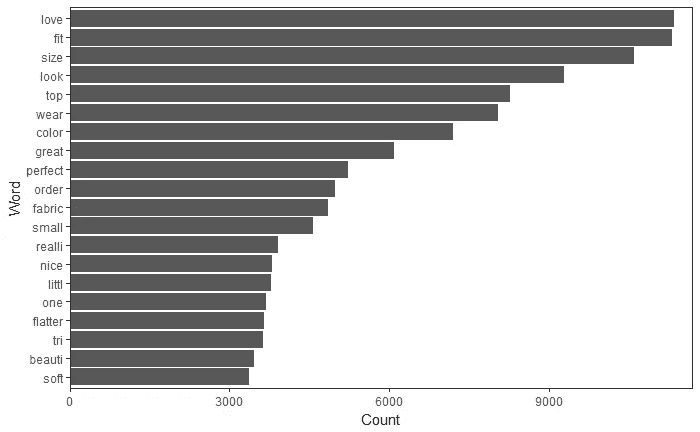 love
fit
size
look
top
wear
color
great
perfect
order
fabric
small
realli
nice
littl
one
flatter
tri
beauti
soft
Word
0 3000 6000 9000
Count